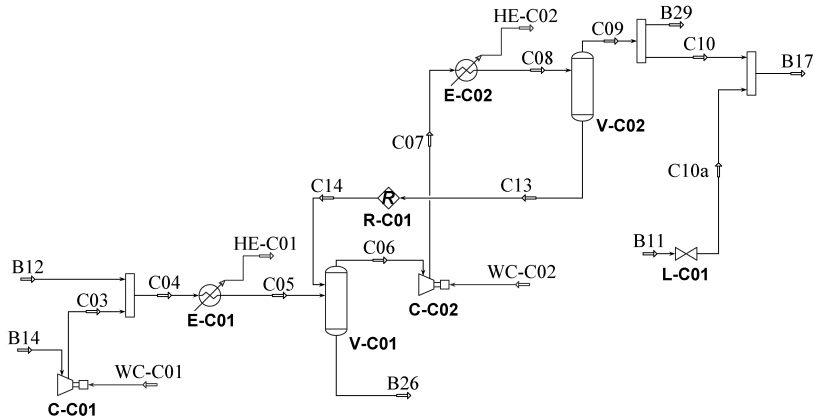 HE-C02
B29
C09
C10
C08
B17
E-C02
V-C02
C07
C10a
C14
C13
R
R-C01
HE-C01
B11
C06
L-C01
B12
C04
C05
WC-C02
C03
E-C01
C-C02
B14
V-C01
WC-C01
B26
C-C01